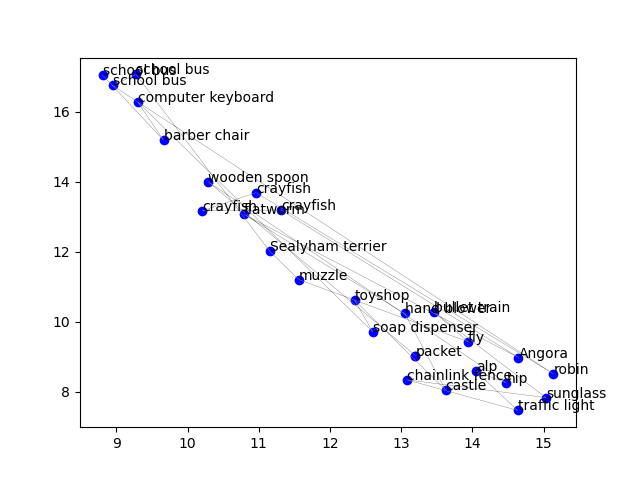 school bus
school bus
school bus
computer keyboard
16
barber chair
14
wooden spoon
crayfish
crayfish
flatworm
crayfish
12
Sealyham terrier
muzzle
toyshop
hand blower
bullet train
10
soap dispenser
fly
packet
Angora
alp
robin
chainlink fence
hip
8
castle
sunglass
traffic light
9 10 11 12 13 14 15